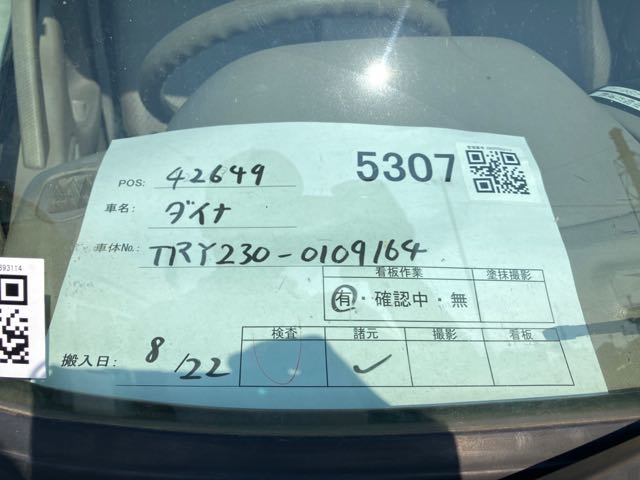 5307
POS: 42649
車名: ダイナ
車体No.: TRY230-0109164
看板作業 塗抹撮影
有・確認中・無
検査 諸元 撮影 看板
搬入日: 8/22 ✓
893114